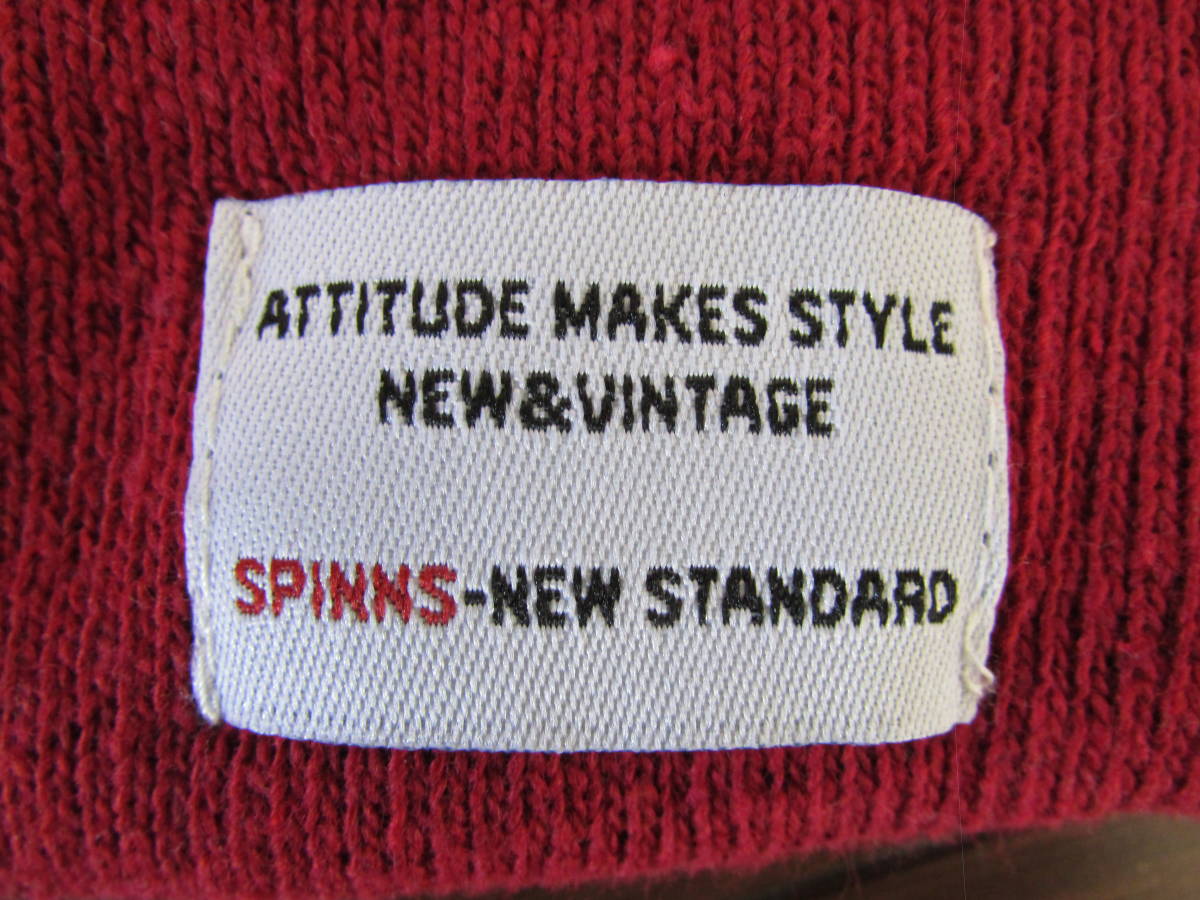 ATTITUDE MAKES STYLE
NEW&VINTAGE
SPINNS-NEW STANDARD